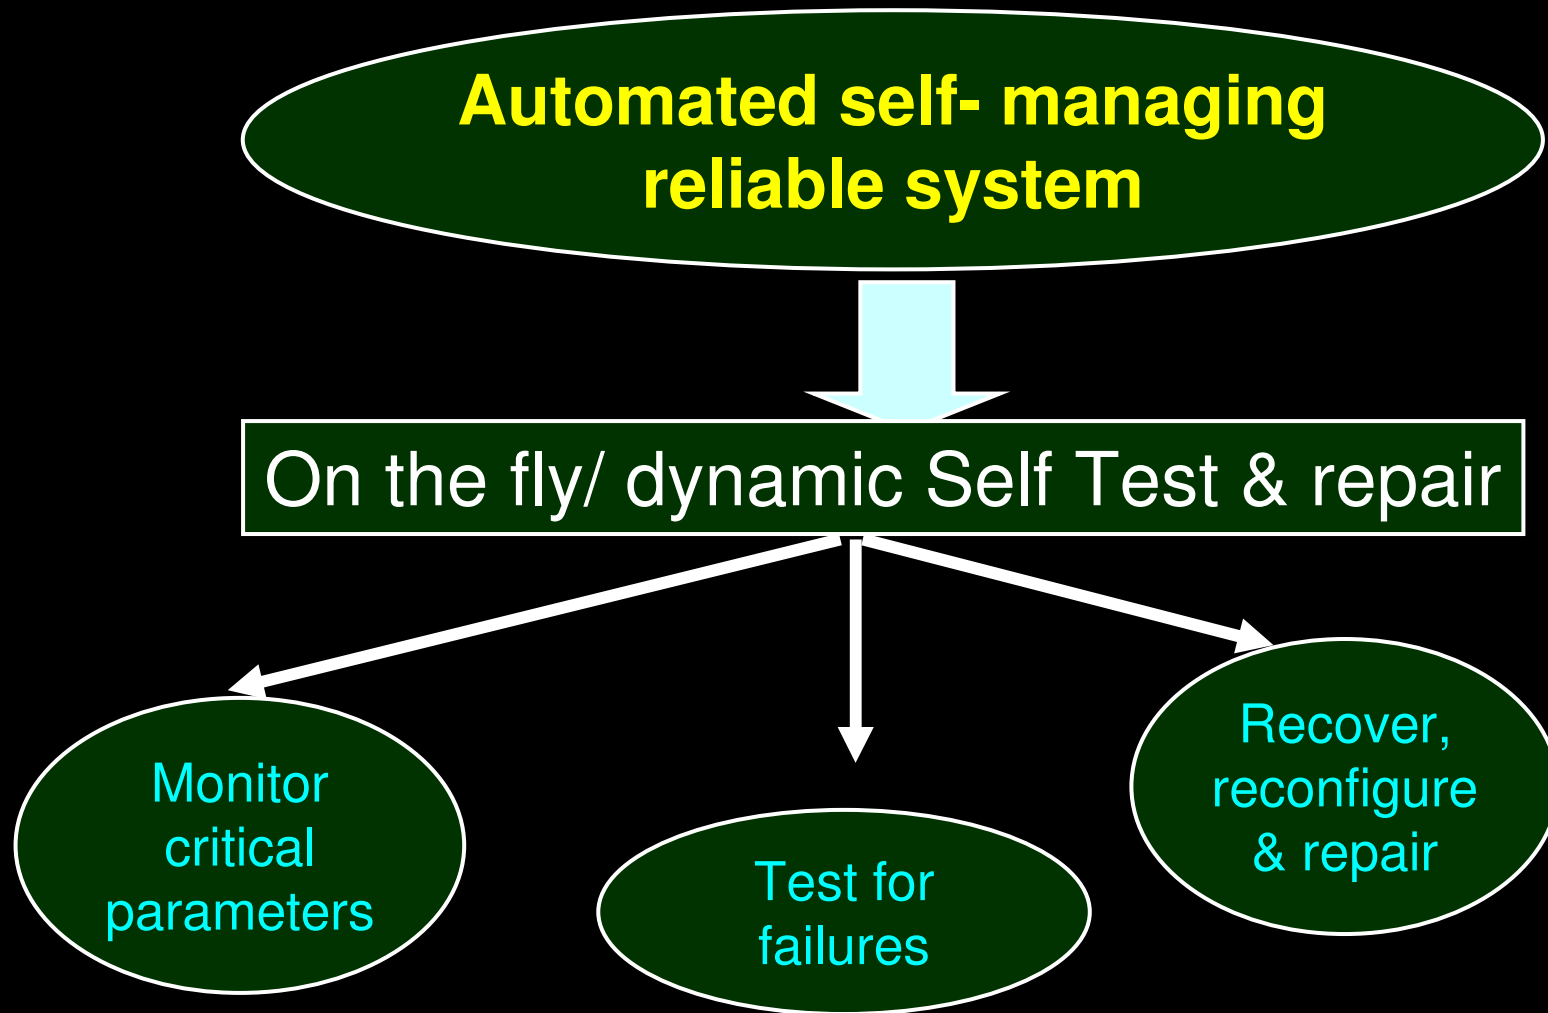 Automated self- managing
reliable system
On the fly/ dynamic Self Test & repair
Monitor
critical
parameters
Test for
failures
Recover,
reconfigure
& repair